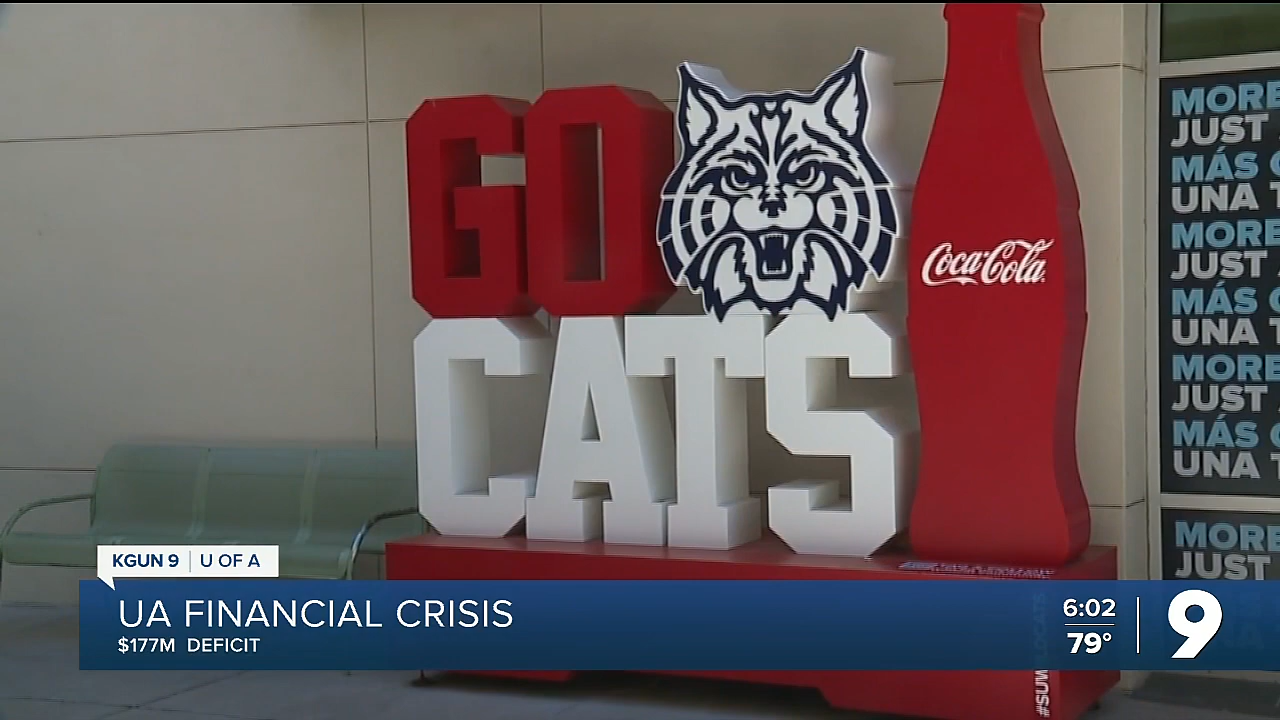 GO
CATS
Coca-Cola
MORE
JUST
MÁS
UNA
MORE
JUST
MÁS
UNA
MORE
JUST
MÁS
UNA
MORE
JUST
KGUN 9 | U OF A
UA FINANCIAL CRISIS
$177M DEFICIT
6:02
79°
9